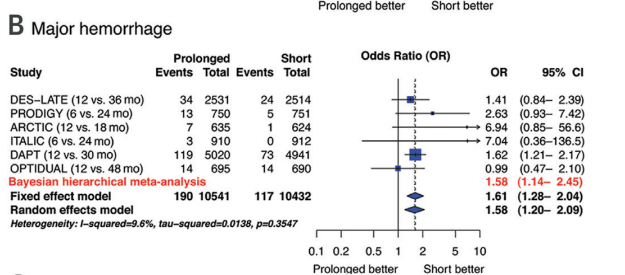 Prolonged better Short better
B Major hemorrhage
Prolonged Short Odds Ratio (OR)
Study Events Total Events Total OR 95% CI
DES−LATE (12 vs. 36 mo) 34 2531 24 2514 1.41 (0.84− 2.39)
PRODIGY (6 vs. 24 mo) 13 750 5 751 2.63 (0.93− 7.42)
ARCTIC (12 vs. 18 mo) 7 635 1 624 6.94 (0.85− 56.6)
ITALIC (6 vs. 24 mo) 3 910 0 912 7.04 (0.36−136.5)
DAPT (12 vs. 30 mo) 119 5020 73 4941 1.62 (1.21− 2.17)
OPTIDUAL (12 vs. 48 mo) 14 695 14 690 0.99 (0.47− 2.10)
Bayesian hierarchical meta-analysis 1.58 (1.14− 2.45)
Fixed effect model 190 10541 117 10432 1.61 (1.28− 2.04)
Random effects model 1.58 (1.20− 2.09)
Heterogeneity: I−squared=9.6%, tau−squared=0.0138, p=0.3547
0.1 0.2 0.5 1 2 5 10
Prolonged better Short better